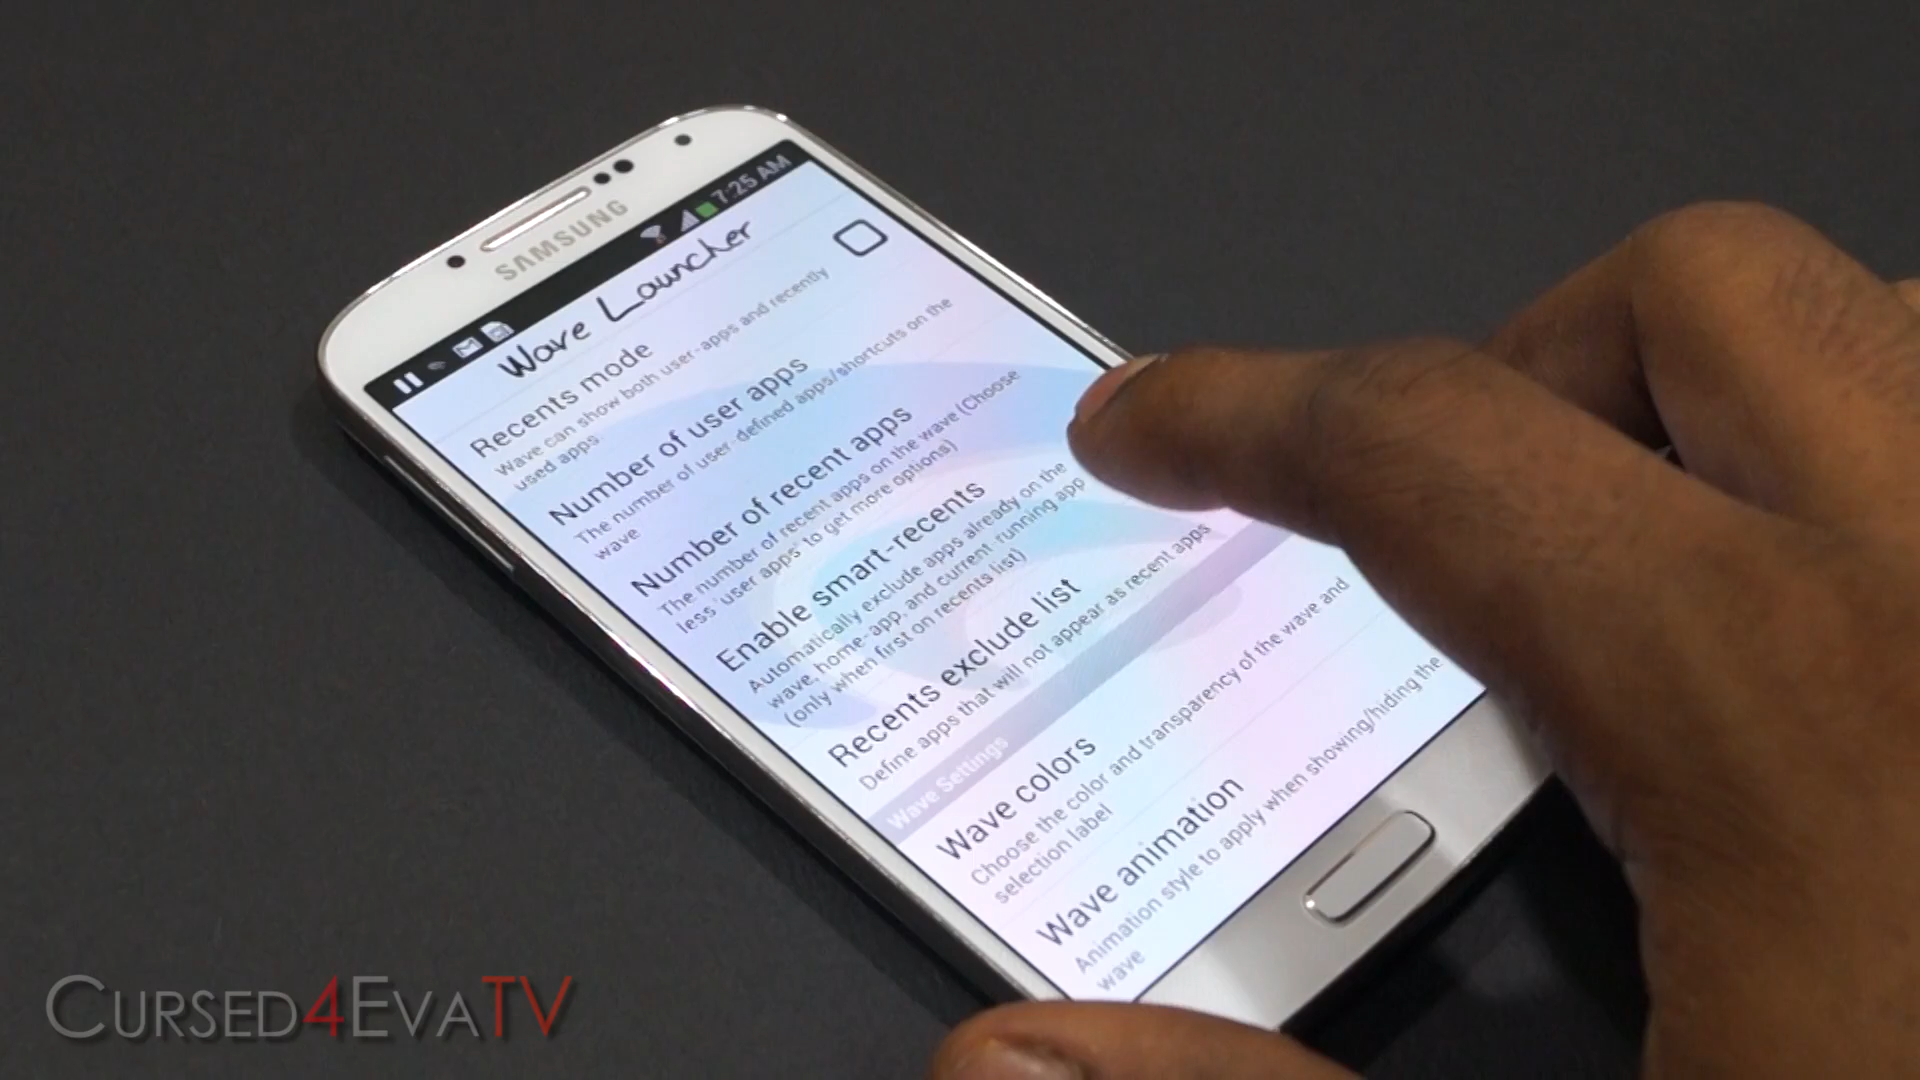 SAMSUNG
7:25 AM
Wave Launcher
Recents mode
Wave can show both user-apps and recently
used apps.
Number of user apps
The number of user-defined apps/shortcuts on the
wave
Number of recent apps
The number of recent apps on the wave (Choose
less 'user apps' to get more options)
Enable smart-recents
Automatically exclude apps already on the
wave, home-app, and current-running app
(only when first on recents list)
Recents exclude list
Define apps that will not appear as recent apps
Wave Settings
Wave colors
Choose the color and transparency of the wave and
selection label
Wave animation
Animation style to apply when showing/hiding the
wave
CURSED4EVATV